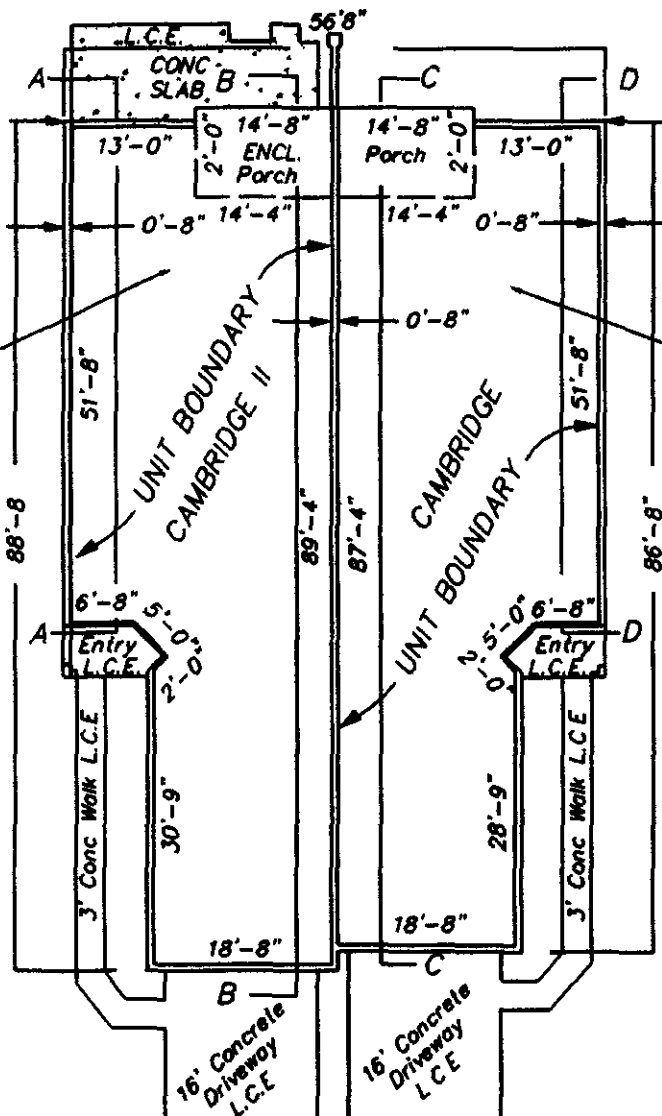 56'8"
L.C.E.
A
CONC
SLAB
B
C
D
14'-8"
14'-8"
13'-0"
2'-0"
ENCL.
Porch
Porch
2'-0"
13'-0"
14'-4"
14'-4"
0'-8"
0'-8"
0'-8"
51'-8"
UNIT BOUNDARY
CAMBRIDGE II
CAMBRIDGE
UNIT BOUNDARY
51'-8"
88'-8
89'-4"
87'-4"
86'-8"
6'-8"
5'-0"
2'-0"
5'-0"
2'-0"
6'-8"
A
Entry
L.C.E.
D
Entry
L.C.E.
3' Conc Walk L.C.E
30'-9"
28'-9"
3' Conc Walk L.C.E
18'-8"
18'-8"
B
C
16' Concrete
Driveway
L.C.E
16' Concrete
Driveway
L C E